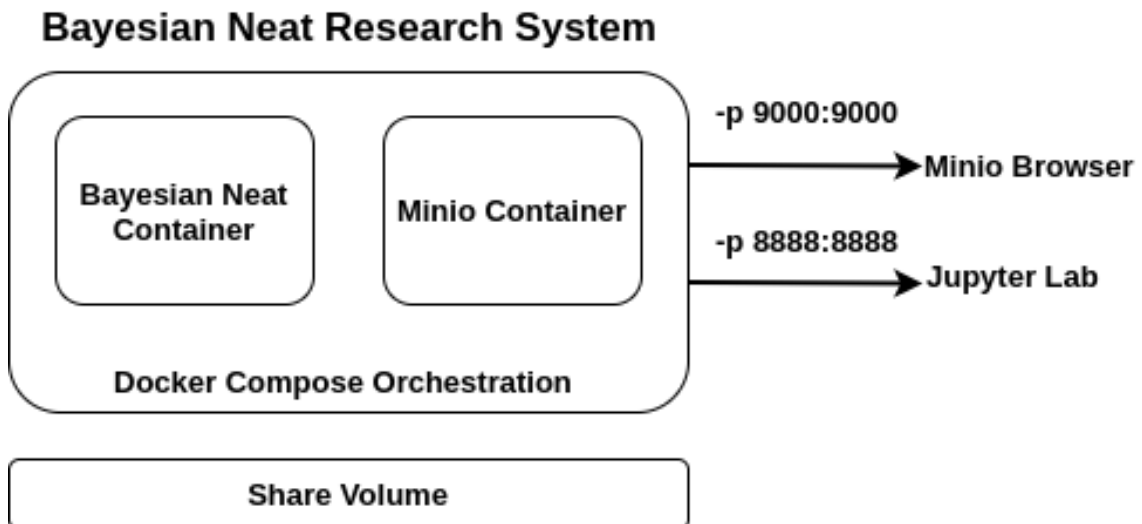 Bayesian Neat Research System
Bayesian Neat
Container
Minio Container
Docker Compose Orchestration
-p 9000:9000
Minio Browser
-p 8888:8888
Jupyter Lab
Share Volume